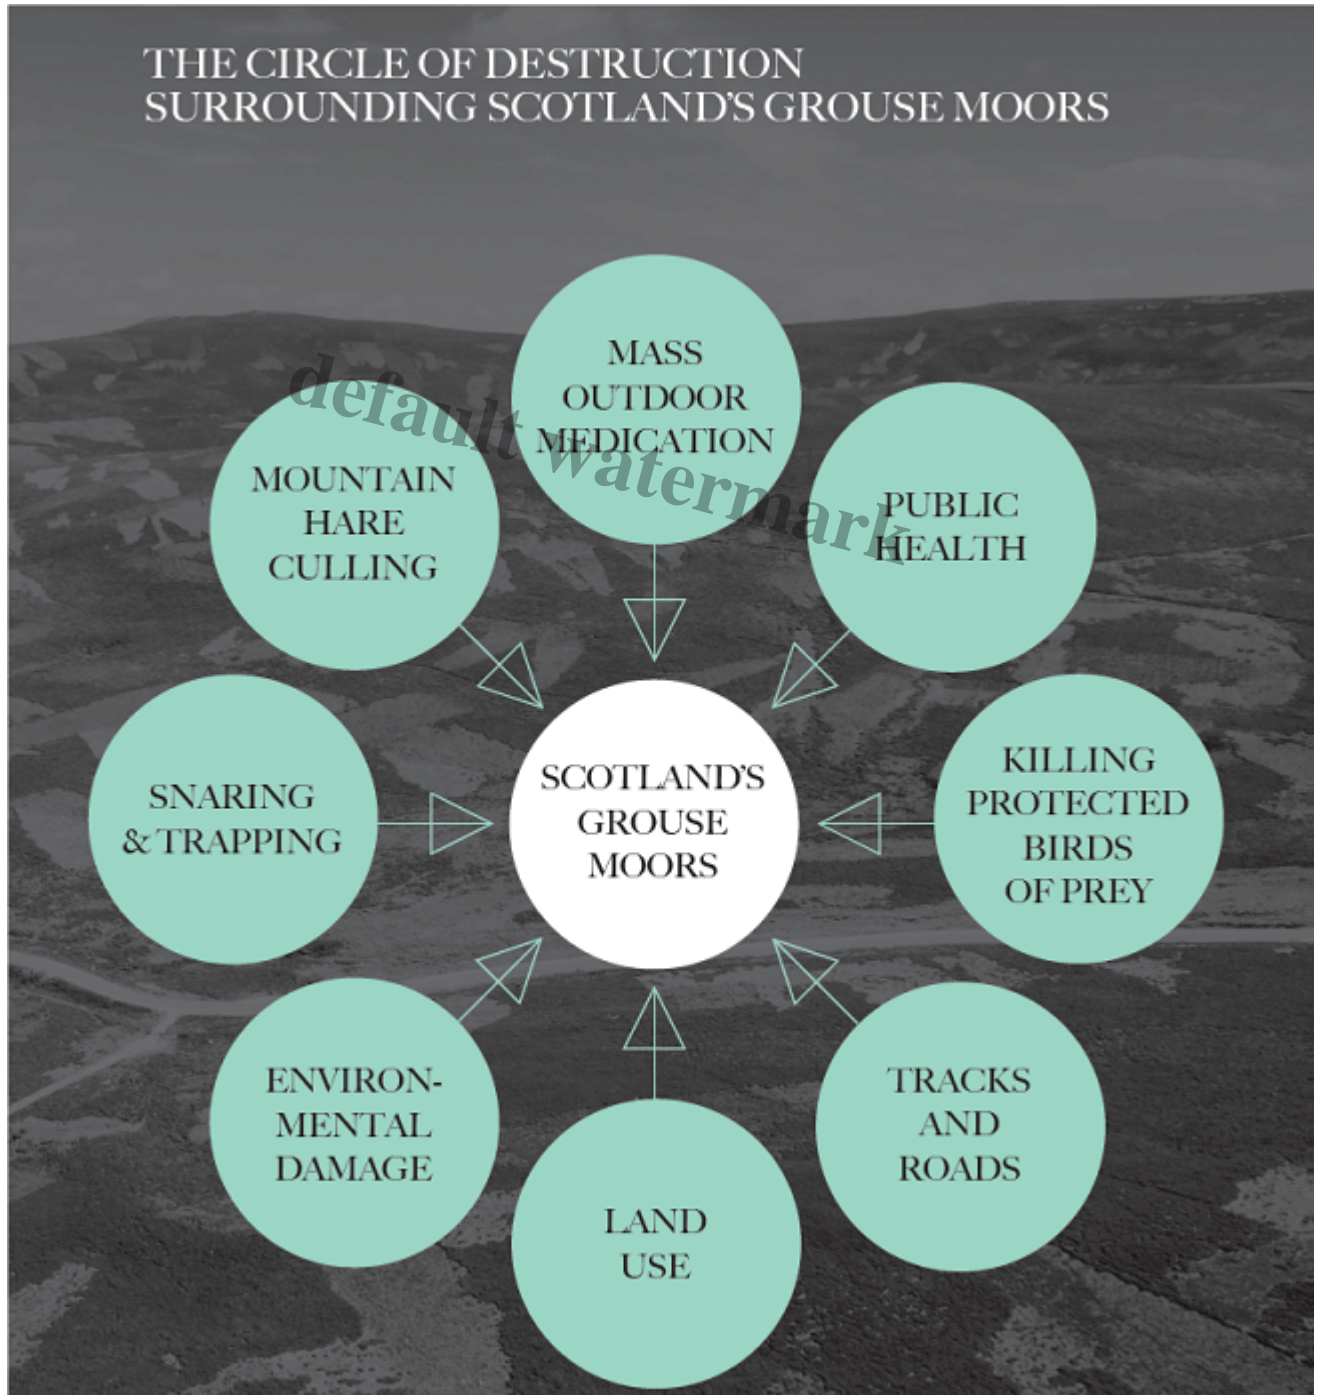 THE CIRCLE OF DESTRUCTION
SURROUNDING SCOTLAND'S GROUSE MOORS
MASS
OUTDOOR
MEDICATION
default watermark
MOUNTAIN
HARE
CULLING
PUBLIC
HEALTH
SNARING
& TRAPPING
SCOTLAND'S
GROUSE
MOORS
KILLING
PROTECTED
BIRDS
OF PREY
ENVIRON-
MENTAL
DAMAGE
LAND
USE
TRACKS
AND
ROADS